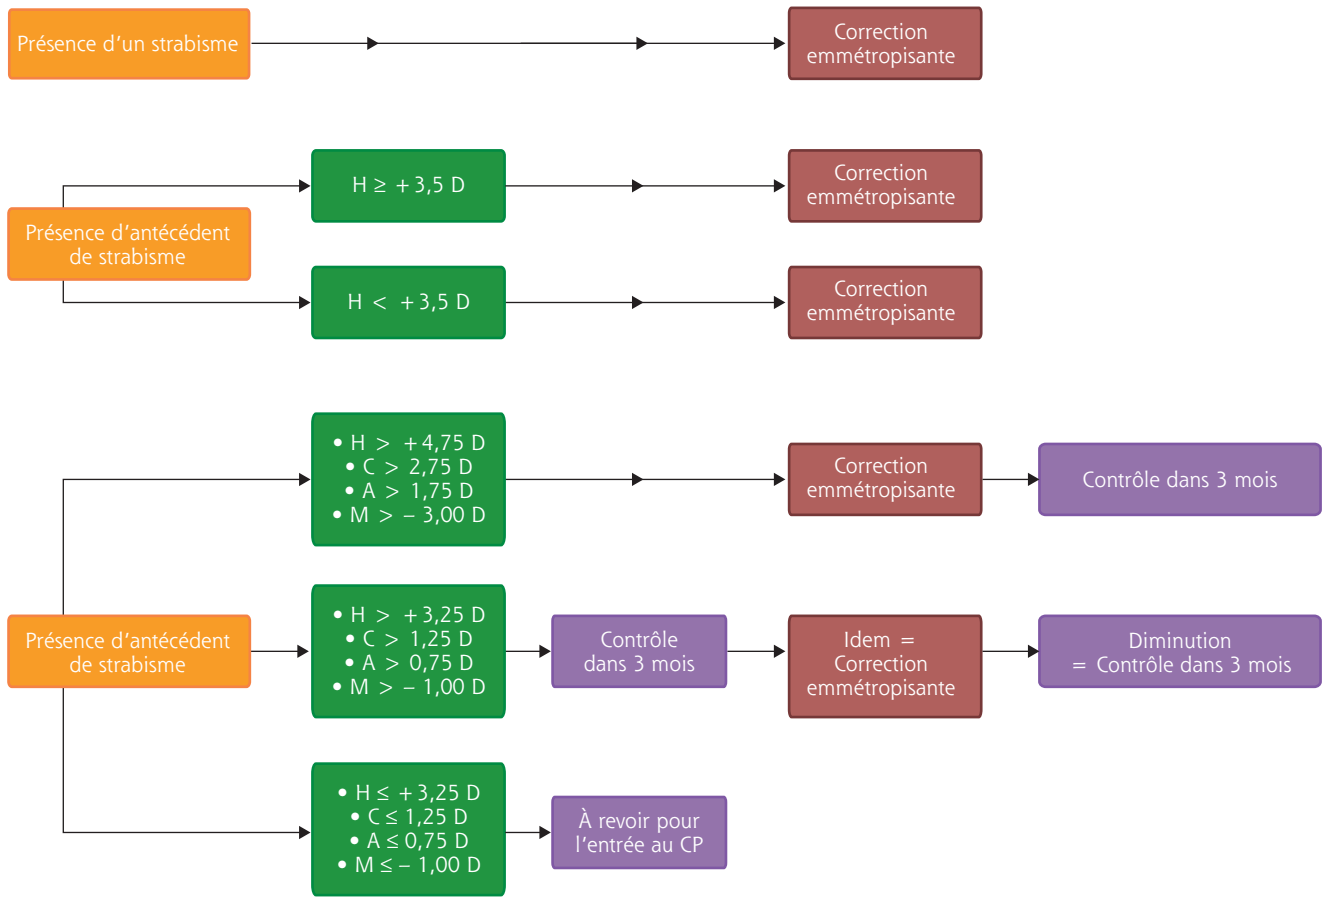 Présence d'un strabisme
Correction
emmétropisante
Présence d'antécédent
de strabisme
H ≥ +3,5 D
Correction
emmétropisante
H < +3,5 D
Correction
emmétropisante
Présence d'antécédent
de strabisme
• H > +4,75 D
• C > 2,75 D
• A > 1,75 D
• M > – 3,00 D
Correction
emmétropisante
Contrôle dans 3 mois
• H > +3,25 D
• C > 1,25 D
• A > 0,75 D
• M > – 1,00 D
Contrôle
dans 3 mois
Idem =
Correction
emmétropisante
Diminution
= Contrôle dans 3 mois
• H ≤ +3,25 D
• C ≤ 1,25 D
• A ≤ 0,75 D
• M ≤ – 1,00 D
À revoir pour
l'entrée au CP